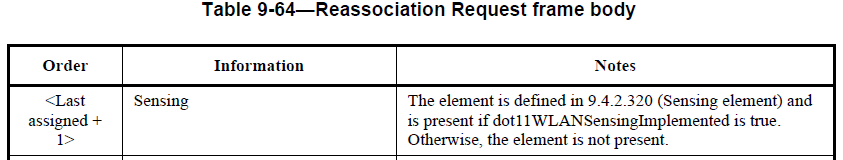 Table 9-64—Reassociation Request frame body
Order Information Notes
<Last Sensing The element is defined in 9.4.2.320 (Sensing element) and
assigned + is present if dot11WLANSensingImplemented is true.
1> Otherwise, the element is not present.